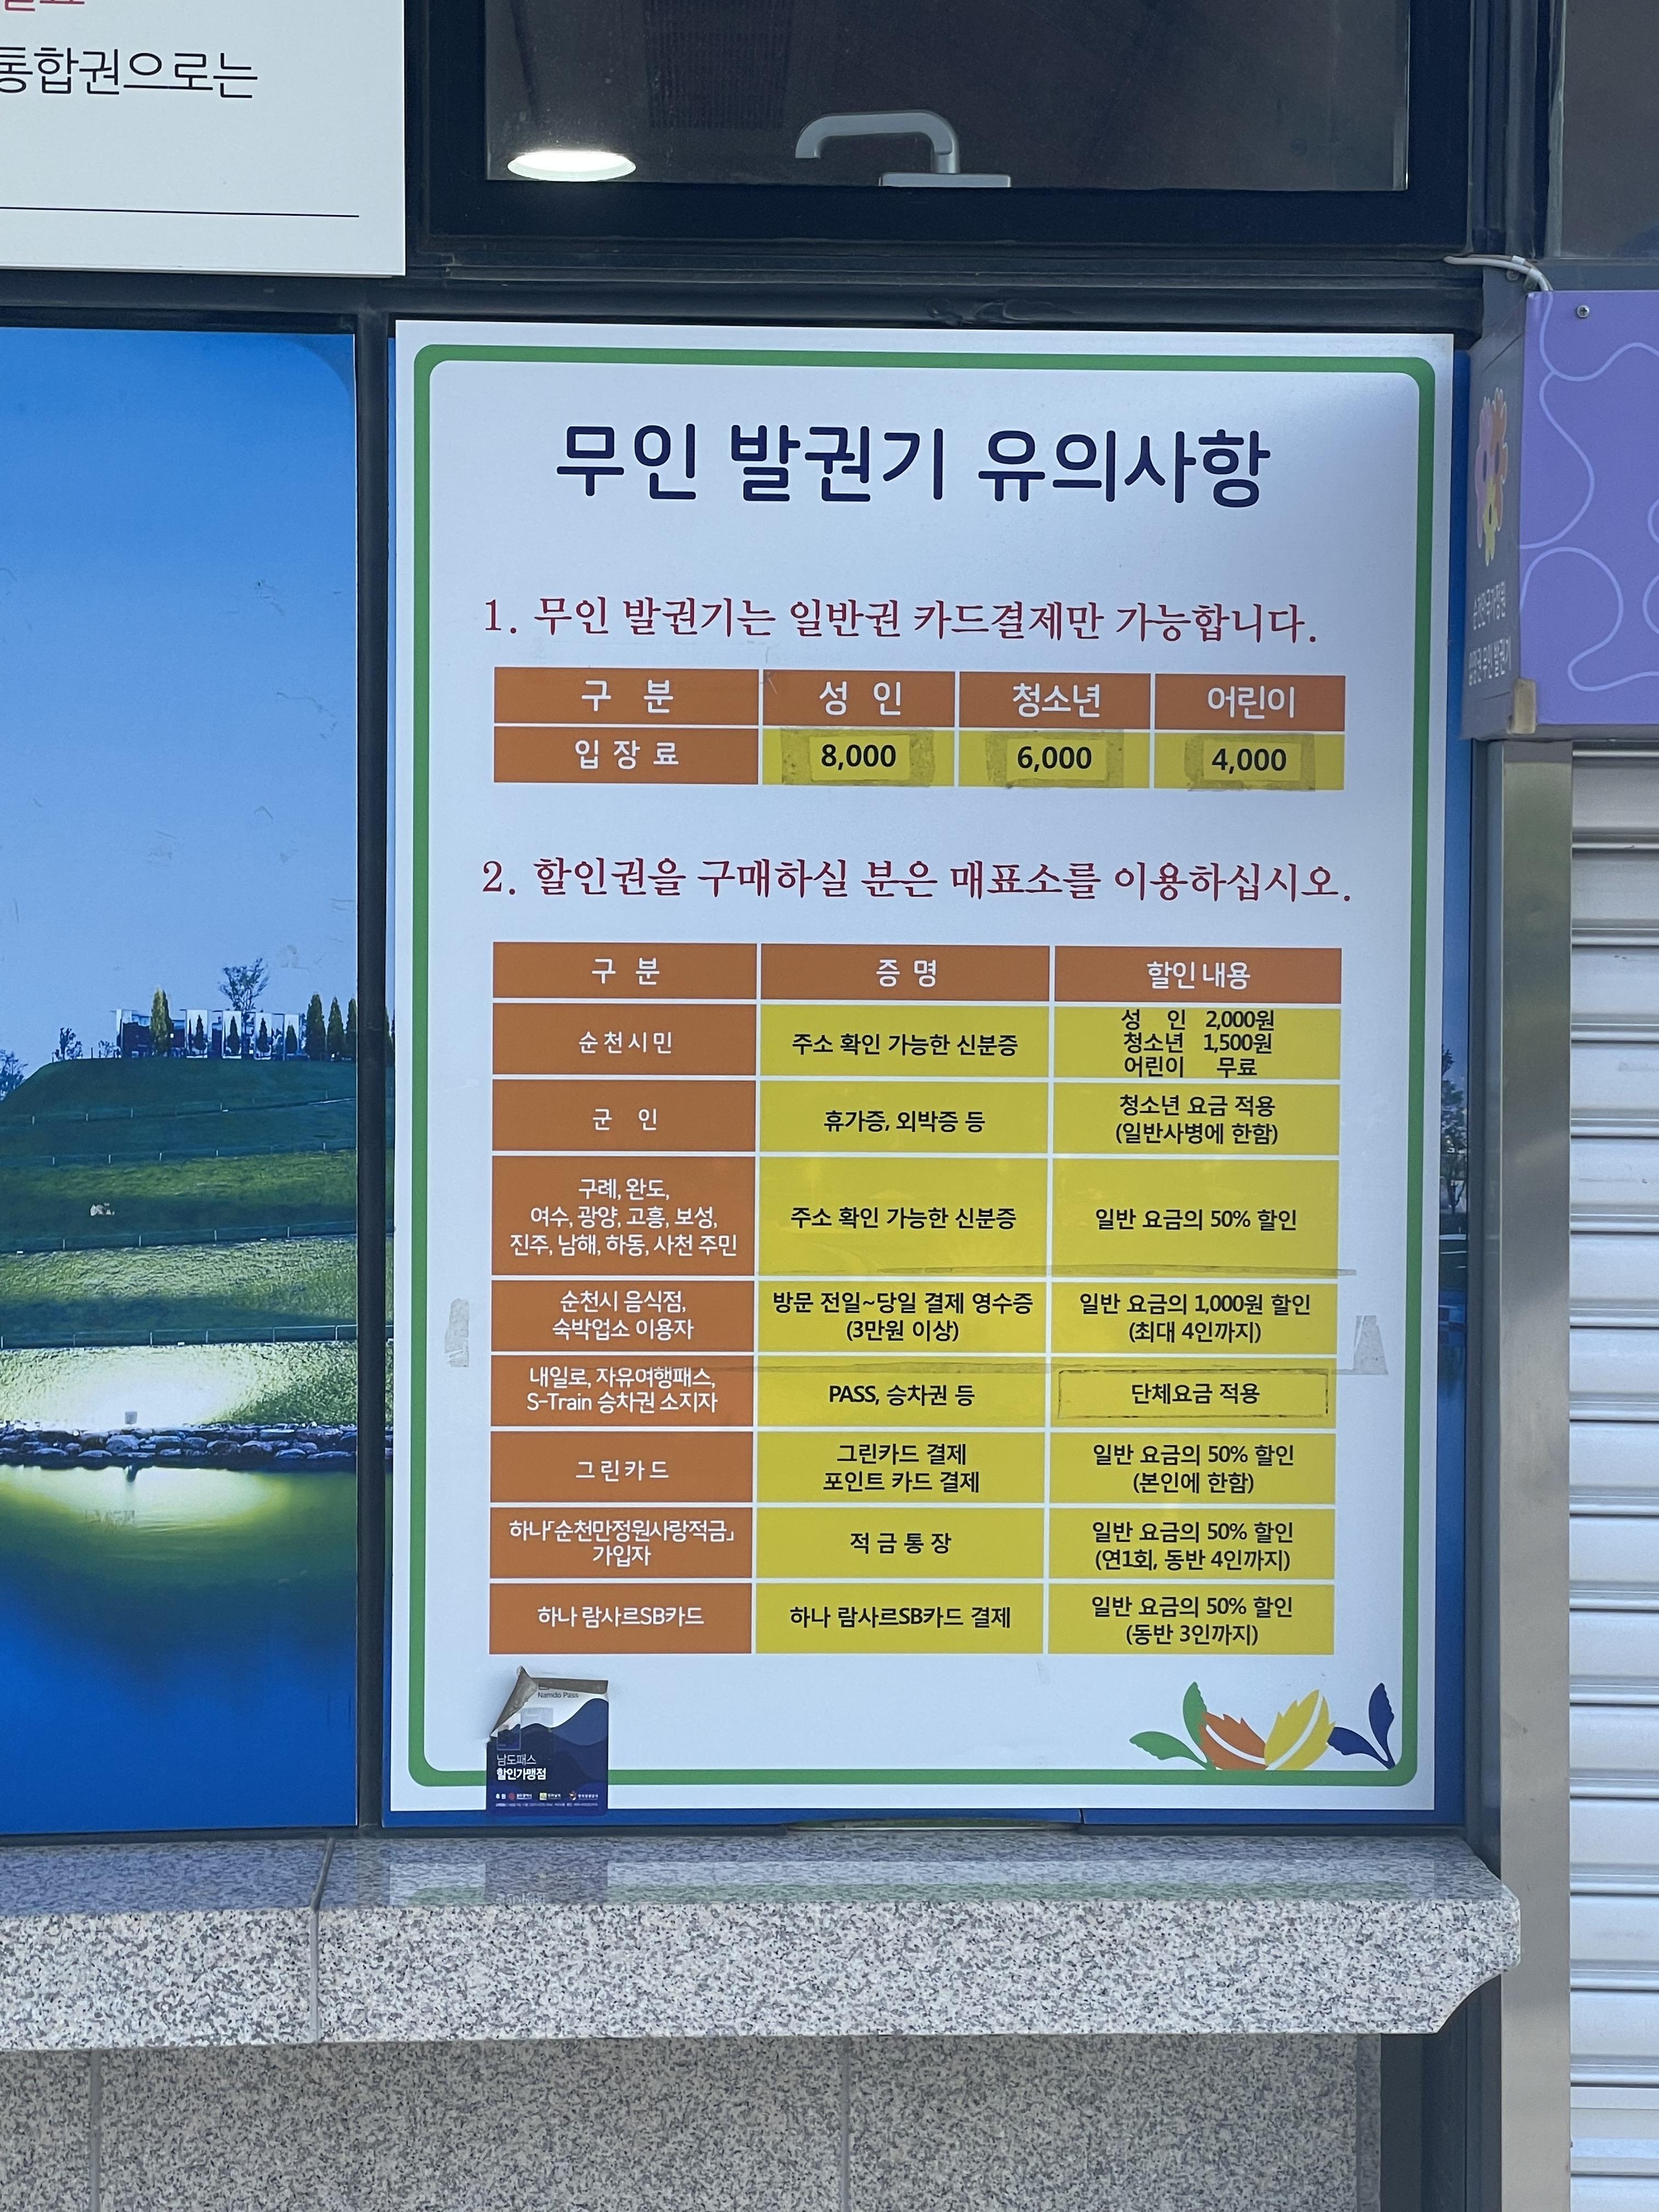 통합권으로는
무인 발권기 유의사항
1. 무인 발권기는 일반권 카드결제만 가능합니다.
구 분 성 인 청소년 어린이
입 장 료 8,000 6,000 4,000
2. 할인권을 구매하실 분은 매표소를 이용하십시오.
구 분 증 명 할인 내용
순천시민 주소 확인 가능한 신분증
성 인 2,000원
청소년 1,500원
어린이 무료
군 인 휴가증, 외박증 등
청소년 요금 적용
(일반사병에 한함)
구례, 완도,
여수, 광양, 고흥, 보성,
진주, 남해, 하동, 사천 주민
주소 확인 가능한 신분증
일반 요금의 50% 할인
순천시 음식점,
숙박업소 이용자
방문 전일~당일 결제 영수증
(3만원 이상)
일반 요금의 1,000원 할인
(최대 4인까지)
내일로, 자유여행패스,
S-Train 승차권 소지자
PASS, 승차권 등
단체요금 적용
그린카드
그린카드 결제
포인트 카드 결제
일반 요금의 50% 할인
(본인에 한함)
하나「순천만정원사랑적금」
가입자
적금통장
일반 요금의 50% 할인
(연1회, 동반 4인까지)
하나 람사르SB카드
하나 람사르SB카드 결제
일반 요금의 50% 할인
(동반 3인까지)
Namdo Pass
남도패스
할인가맹점
순천만국가정원
입장권 무인 발권기